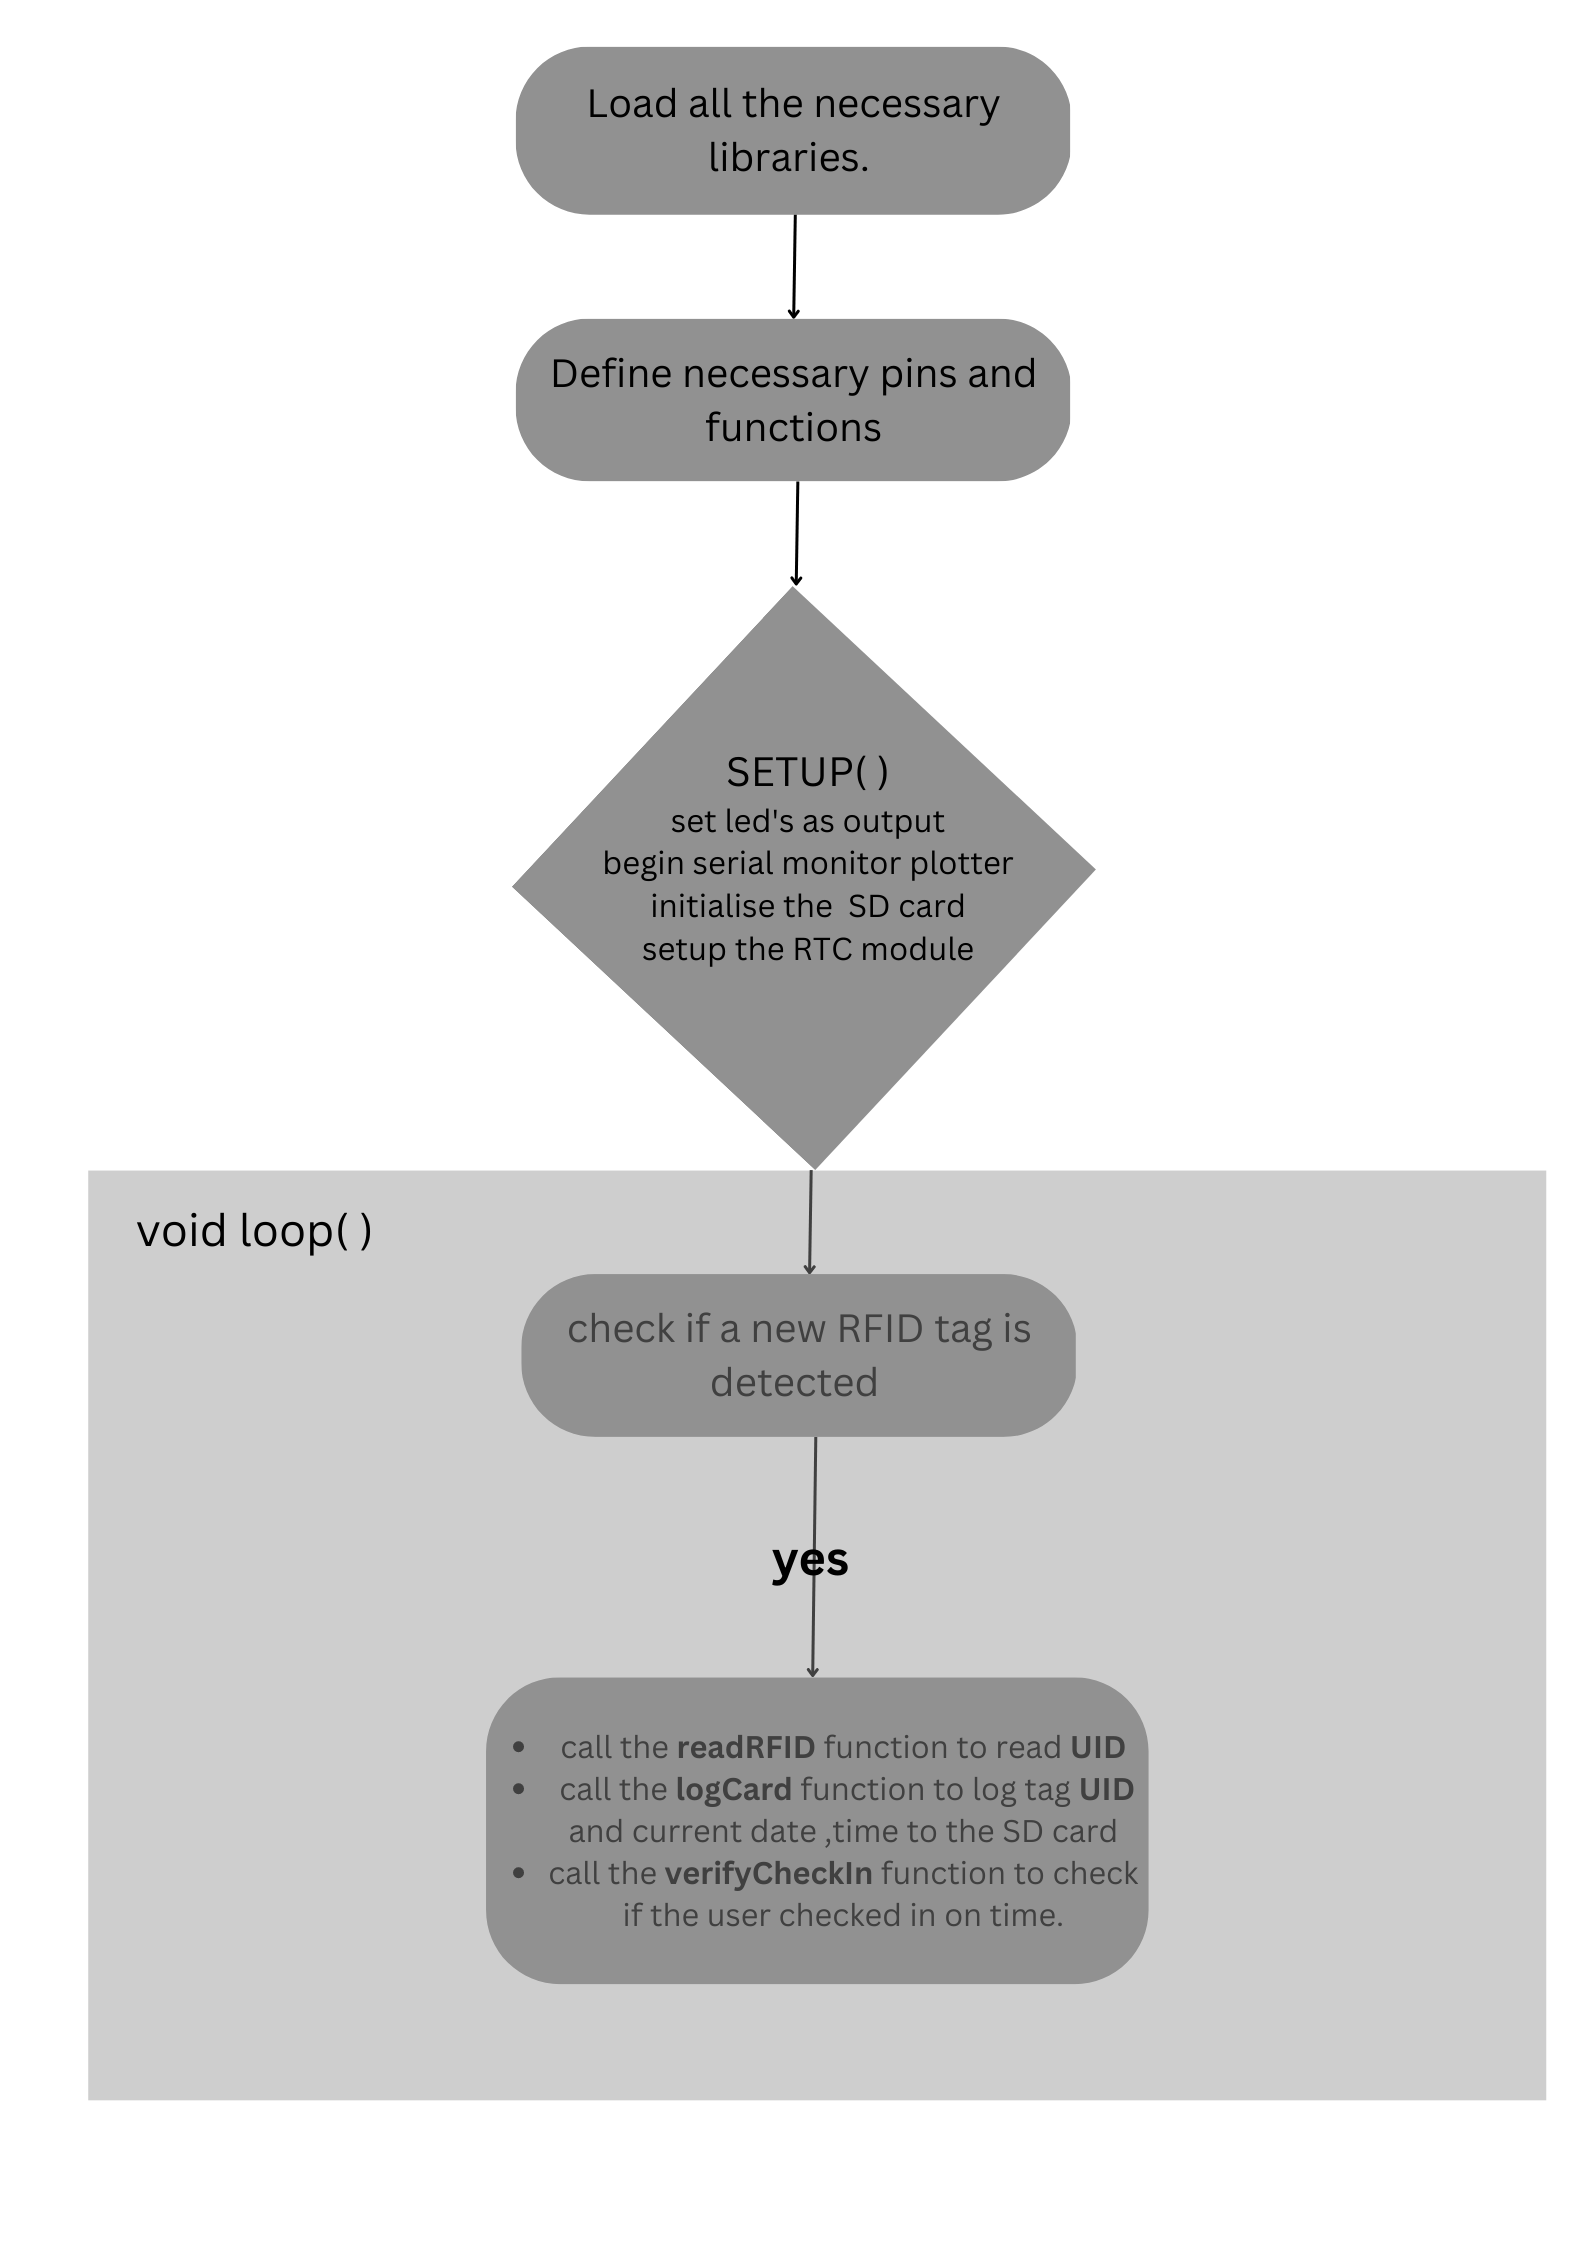 Load all the necessary
libraries.
Define necessary pins and
functions
SETUP( )
set led's as output
begin serial monitor plotter
initialise the  SD card
setup the RTC module
void loop( )
check if a new RFID tag is
detected
yes
• call the readRFID function to read UID
• call the logCard function to log tag UID
and current date ,time to the SD card
• call the verifyCheckIn function to check
if the user checked in on time.